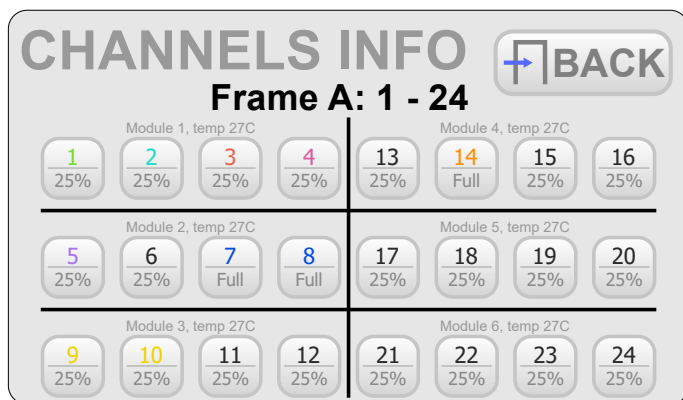 CHANNELS INFO
BACK
Frame A: 1 - 24
Module 1, temp 27C
1 2 3 4
25% 25% 25% 25%
Module 4, temp 27C
13 14 15 16
25% Full 25% 25%
Module 2, temp 27C
5 6 7 8
25% 25% Full Full
Module 5, temp 27C
17 18 19 20
25% 25% 25% 25%
Module 3, temp 27C
9 10 11 12
25% 25% 25% 25%
Module 6, temp 27C
21 22 23 24
25% 25% 25% 25%